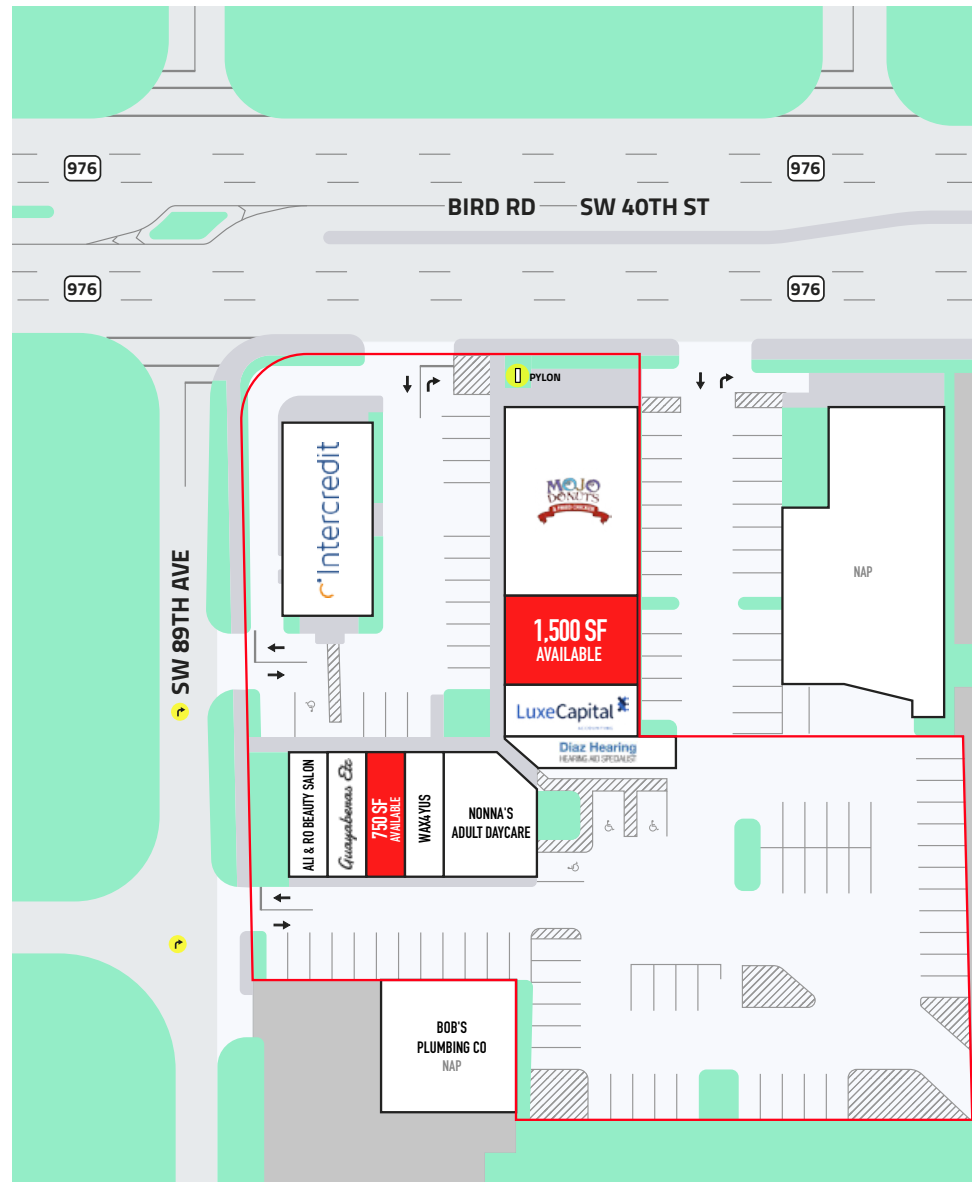 976
976
BIRD RD
SW 40TH ST
976
976
PYLON
SW 89TH AVE
Intercredit
MOJO
DONUTS
& FRIED CHICKEN
NAP
1,500 SF
AVAILABLE
LuxeCapital
Diaz Hearing
HEARING AID SPECIALIST
ALI & RO BEAUTY SALON
Guayabenas Etc
750 SF
AVAILABLE
WAX4YUS
NONNA'S
ADULT DAYCARE
BOB'S
PLUMBING CO
NAP